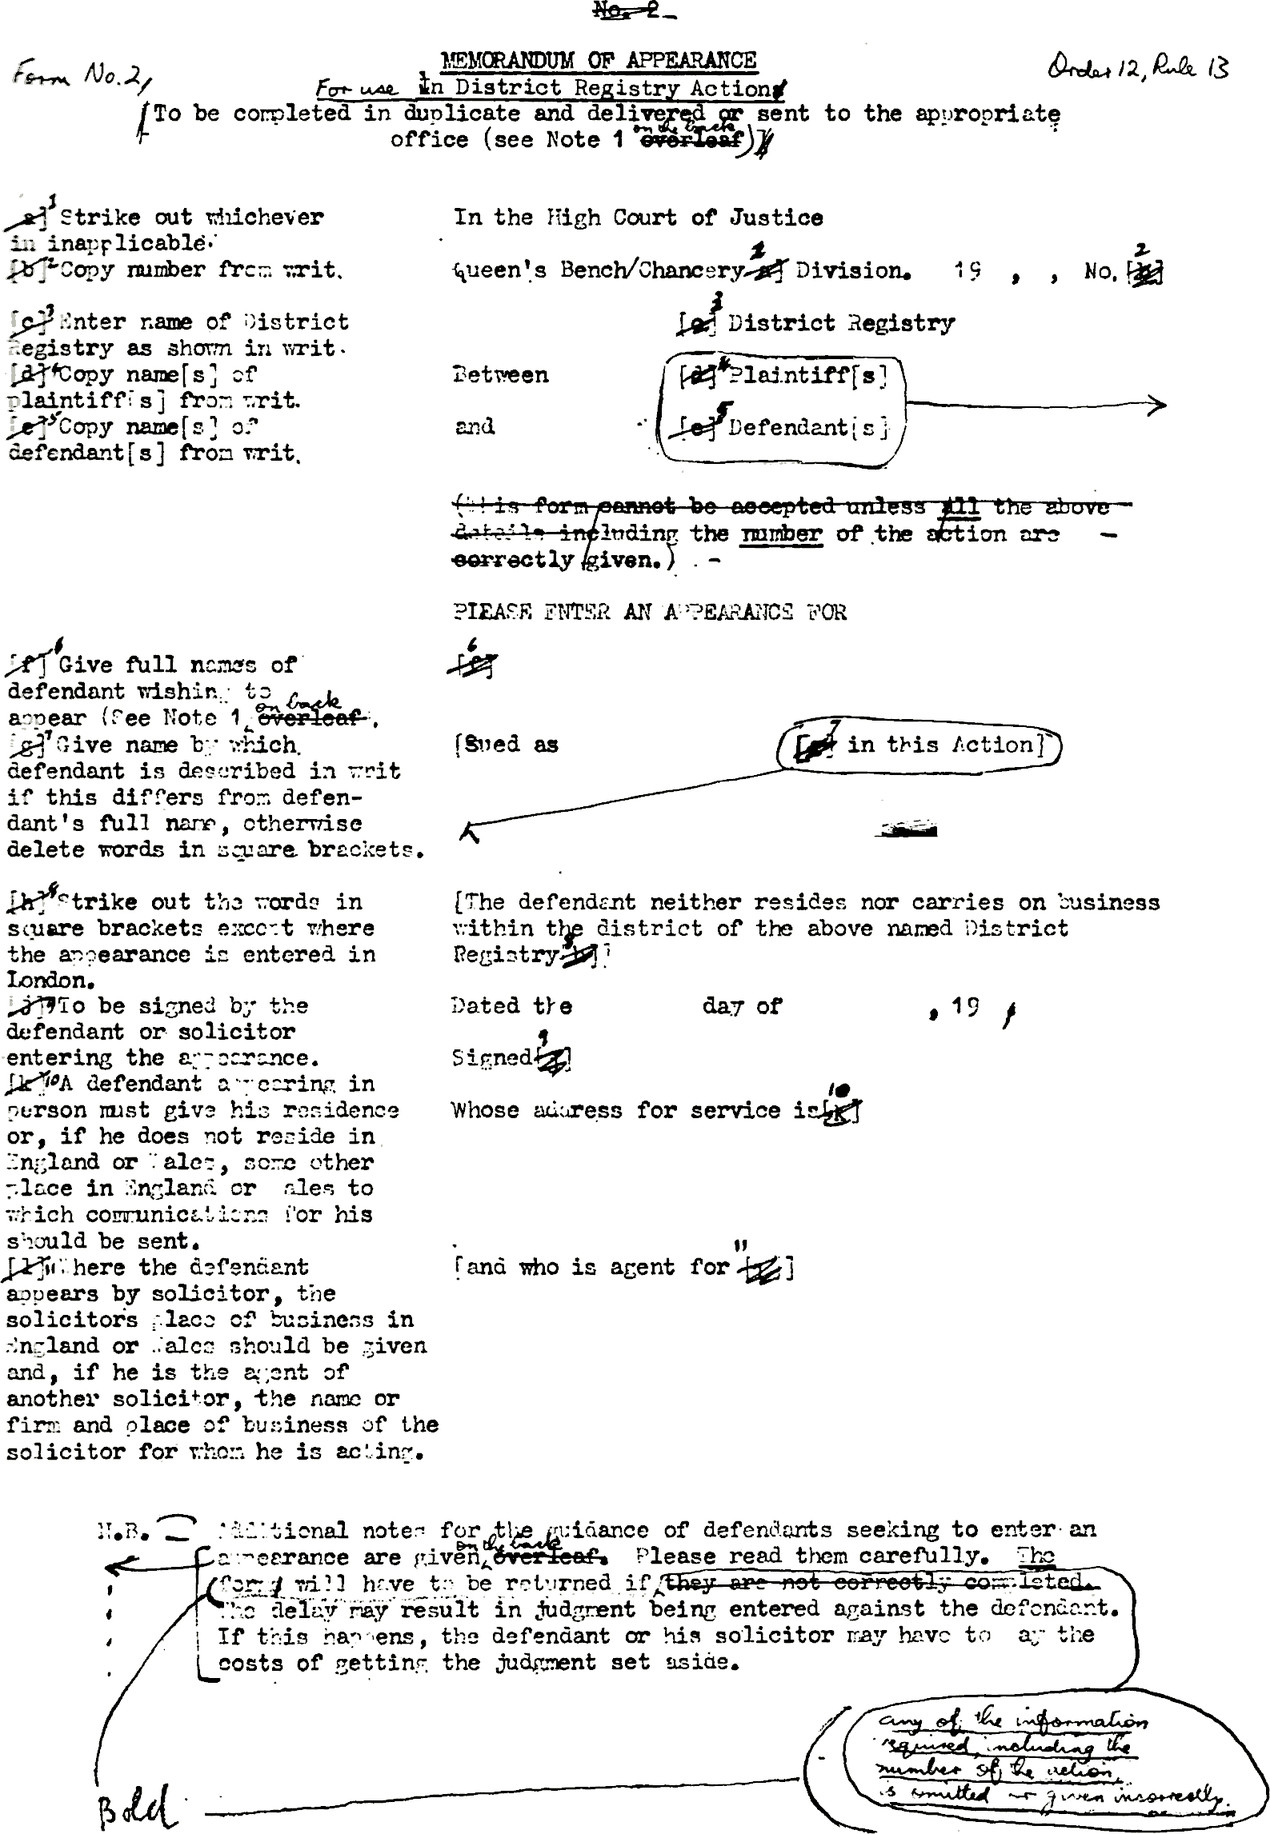 No. 2
Form No. 2,
MEMORANDUM OF APPEARANCE
Order 12, Rule 13
For use In District Registry Action
[To be completed in duplicate and delivered or sent to the appropriate
on the back
office (see Note 1 overleaf)]
[a] 1 Strike out whichever
in inapplicable.
[b] 2 Copy number from writ.
[c] 3 Enter name of District
Registry as shown in writ.
[d] 4 Copy name[s] of
plaintiff[s] from writ.
[e] 5 Copy name[s] of
defendant[s] from writ.
In the High Court of Justice
Queen's Bench/Chancery 2 [a] Division. 19 , , No. 2 [b]
3 [c] District Registry
Between [d] 4 Plaintiff[s]
and [e] 5 Defendant[s]
(This form cannot be accepted unless all the above
details including the number of the action are
correctly given.)
PLEASE ENTER AN APPEARANCE FOR
[f] 6 Give full names of
defendant wishing to
on back
appear (See Note 1, overleaf.
[g] 7 Give name by which
defendant is described in writ
if this differs from defen-
dant's full name, otherwise
delete words in square brackets.
6 [f]
[Sued as 7 [g] in this Action]
[h] 8 Strike out the words in
square brackets except where
the appearance is entered in
London.
[j] 9 To be signed by the
defendant or solicitor
entering the appearance.
[k] 10 A defendant appearing in
person must give his residence
or, if he does not reside in
England or Wales, some other
place in England or Wales to
which communications for his
should be sent.
[l] 11 Where the defendant
appears by solicitor, the
solicitors place of business in
England or Wales should be given
and, if he is the agent of
another solicitor, the name or
firm and place of business of the
solicitor for whom he is acting.
[The defendant neither resides nor carries on business
within the district of the above named District
Registry 8 [h]]
Dated the day of , 19 ,
Signed 9 [j]
Whose address for service is 10 [k]
[and who is agent for 11 [l]]
N.B. Additional notes for the guidance of defendants seeking to enter an
on the back
appearance are given, overleaf. Please read them carefully. The
form will have to be returned if they are not correctly completed.
The delay may result in judgment being entered against the defendant.
If this happens, the defendant or his solicitor may have to pay the
costs of getting the judgment set aside.
any of the information
required, including the
number of the action,
is omitted or given incorrectly.
Bold